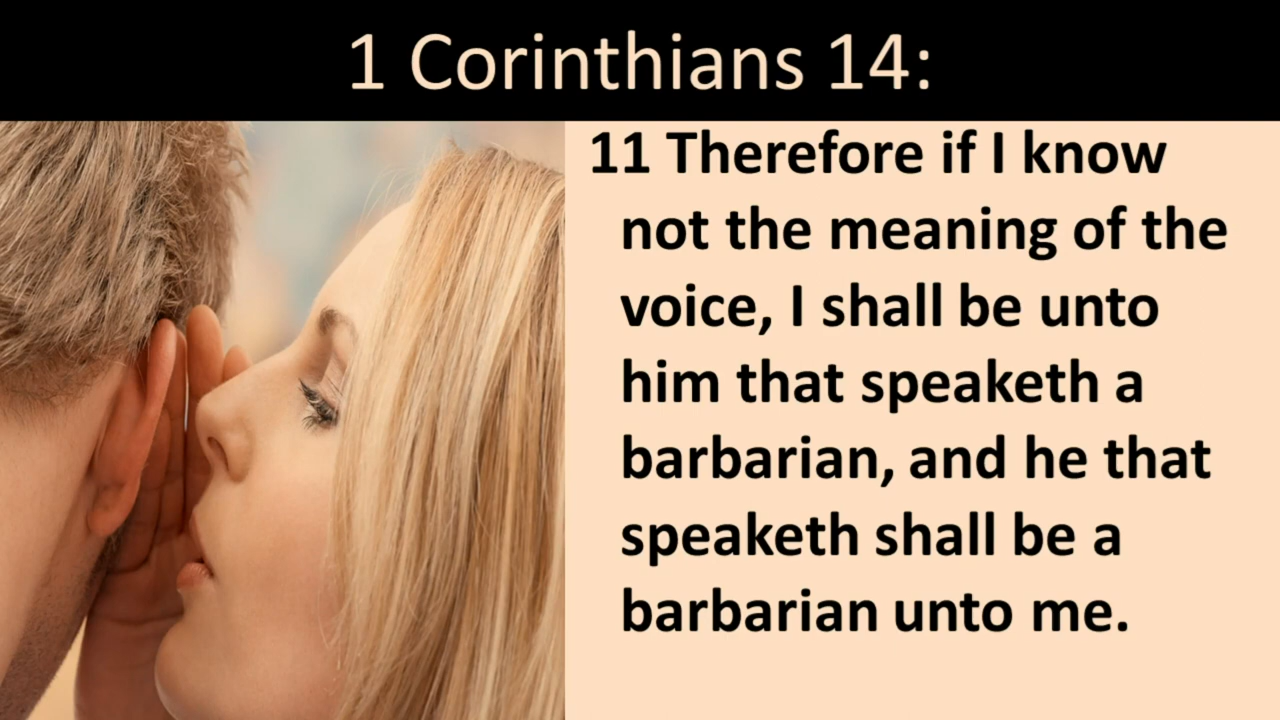 1 Corinthians 14:
11 Therefore if I know
not the meaning of the
voice, I shall be unto
him that speaketh a
barbarian, and he that
speaketh shall be a
barbarian unto me.